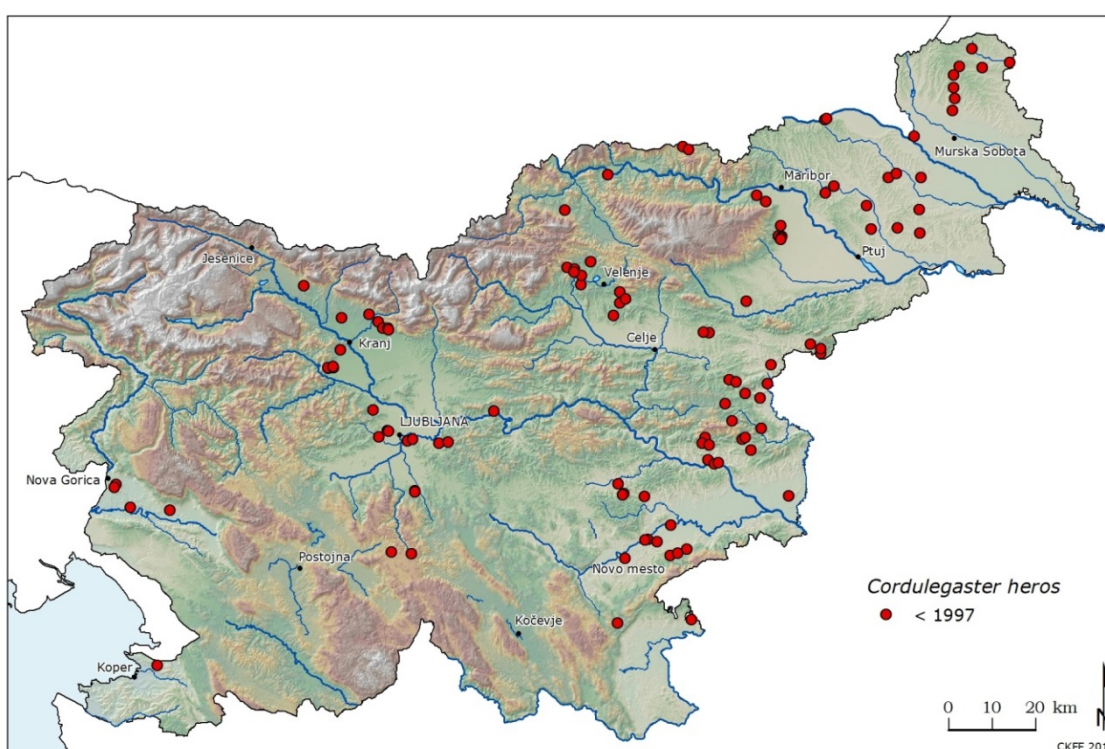 Murska Sobota
Maribor
Jesenice
Ptuj
Velenje
Kranj
Celje
LJUBLJANA
Nova Gorica
Postojna
Novo mesto
Cordulegaster heros
< 1997
Kočevje
Koper
0 10 20 km